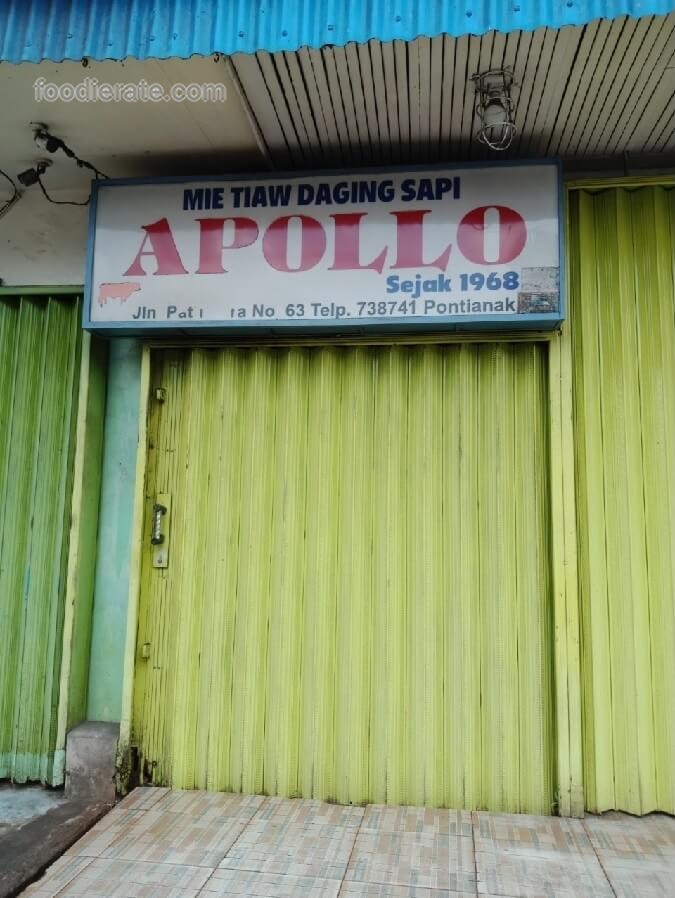 foodierate.com
MIE TIAW DAGING SAPI
APOLLO
Sejak 1968
Jln No. 63 Telp. 738741 Pontianak